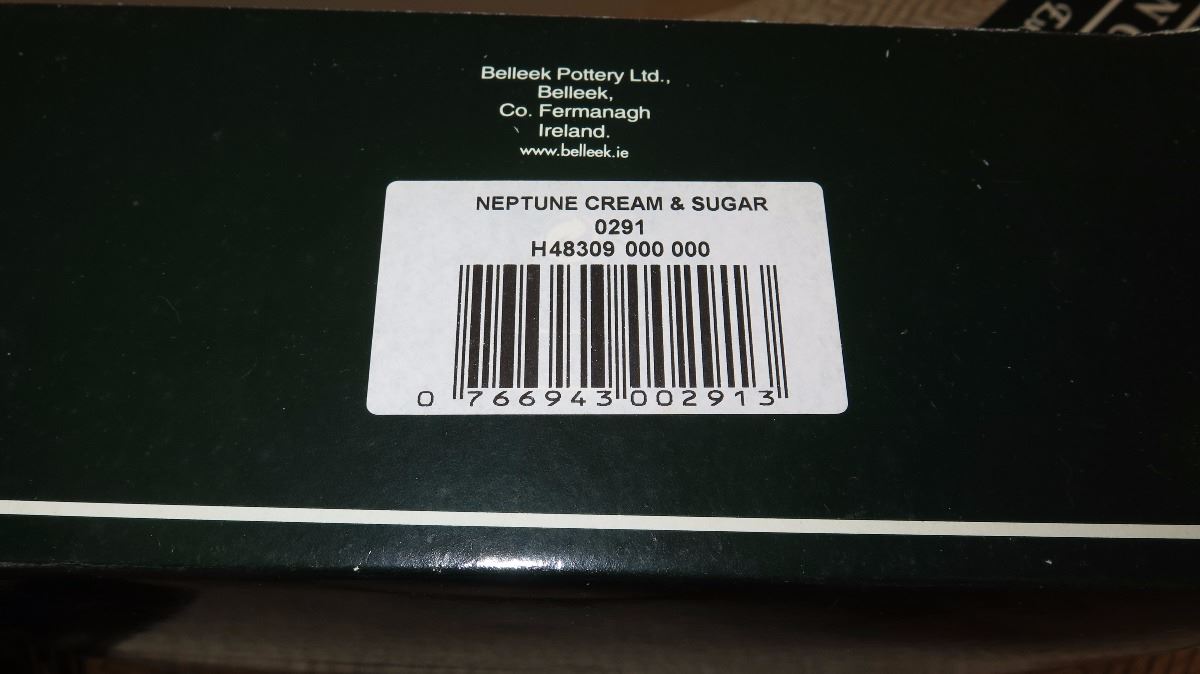 Belleek Pottery Ltd.,
Belleek,
Co. Fermanagh
Ireland.
www.belleek.ie
NEPTUNE CREAM & SUGAR
0291
H48309 000 000
0 766943 002913